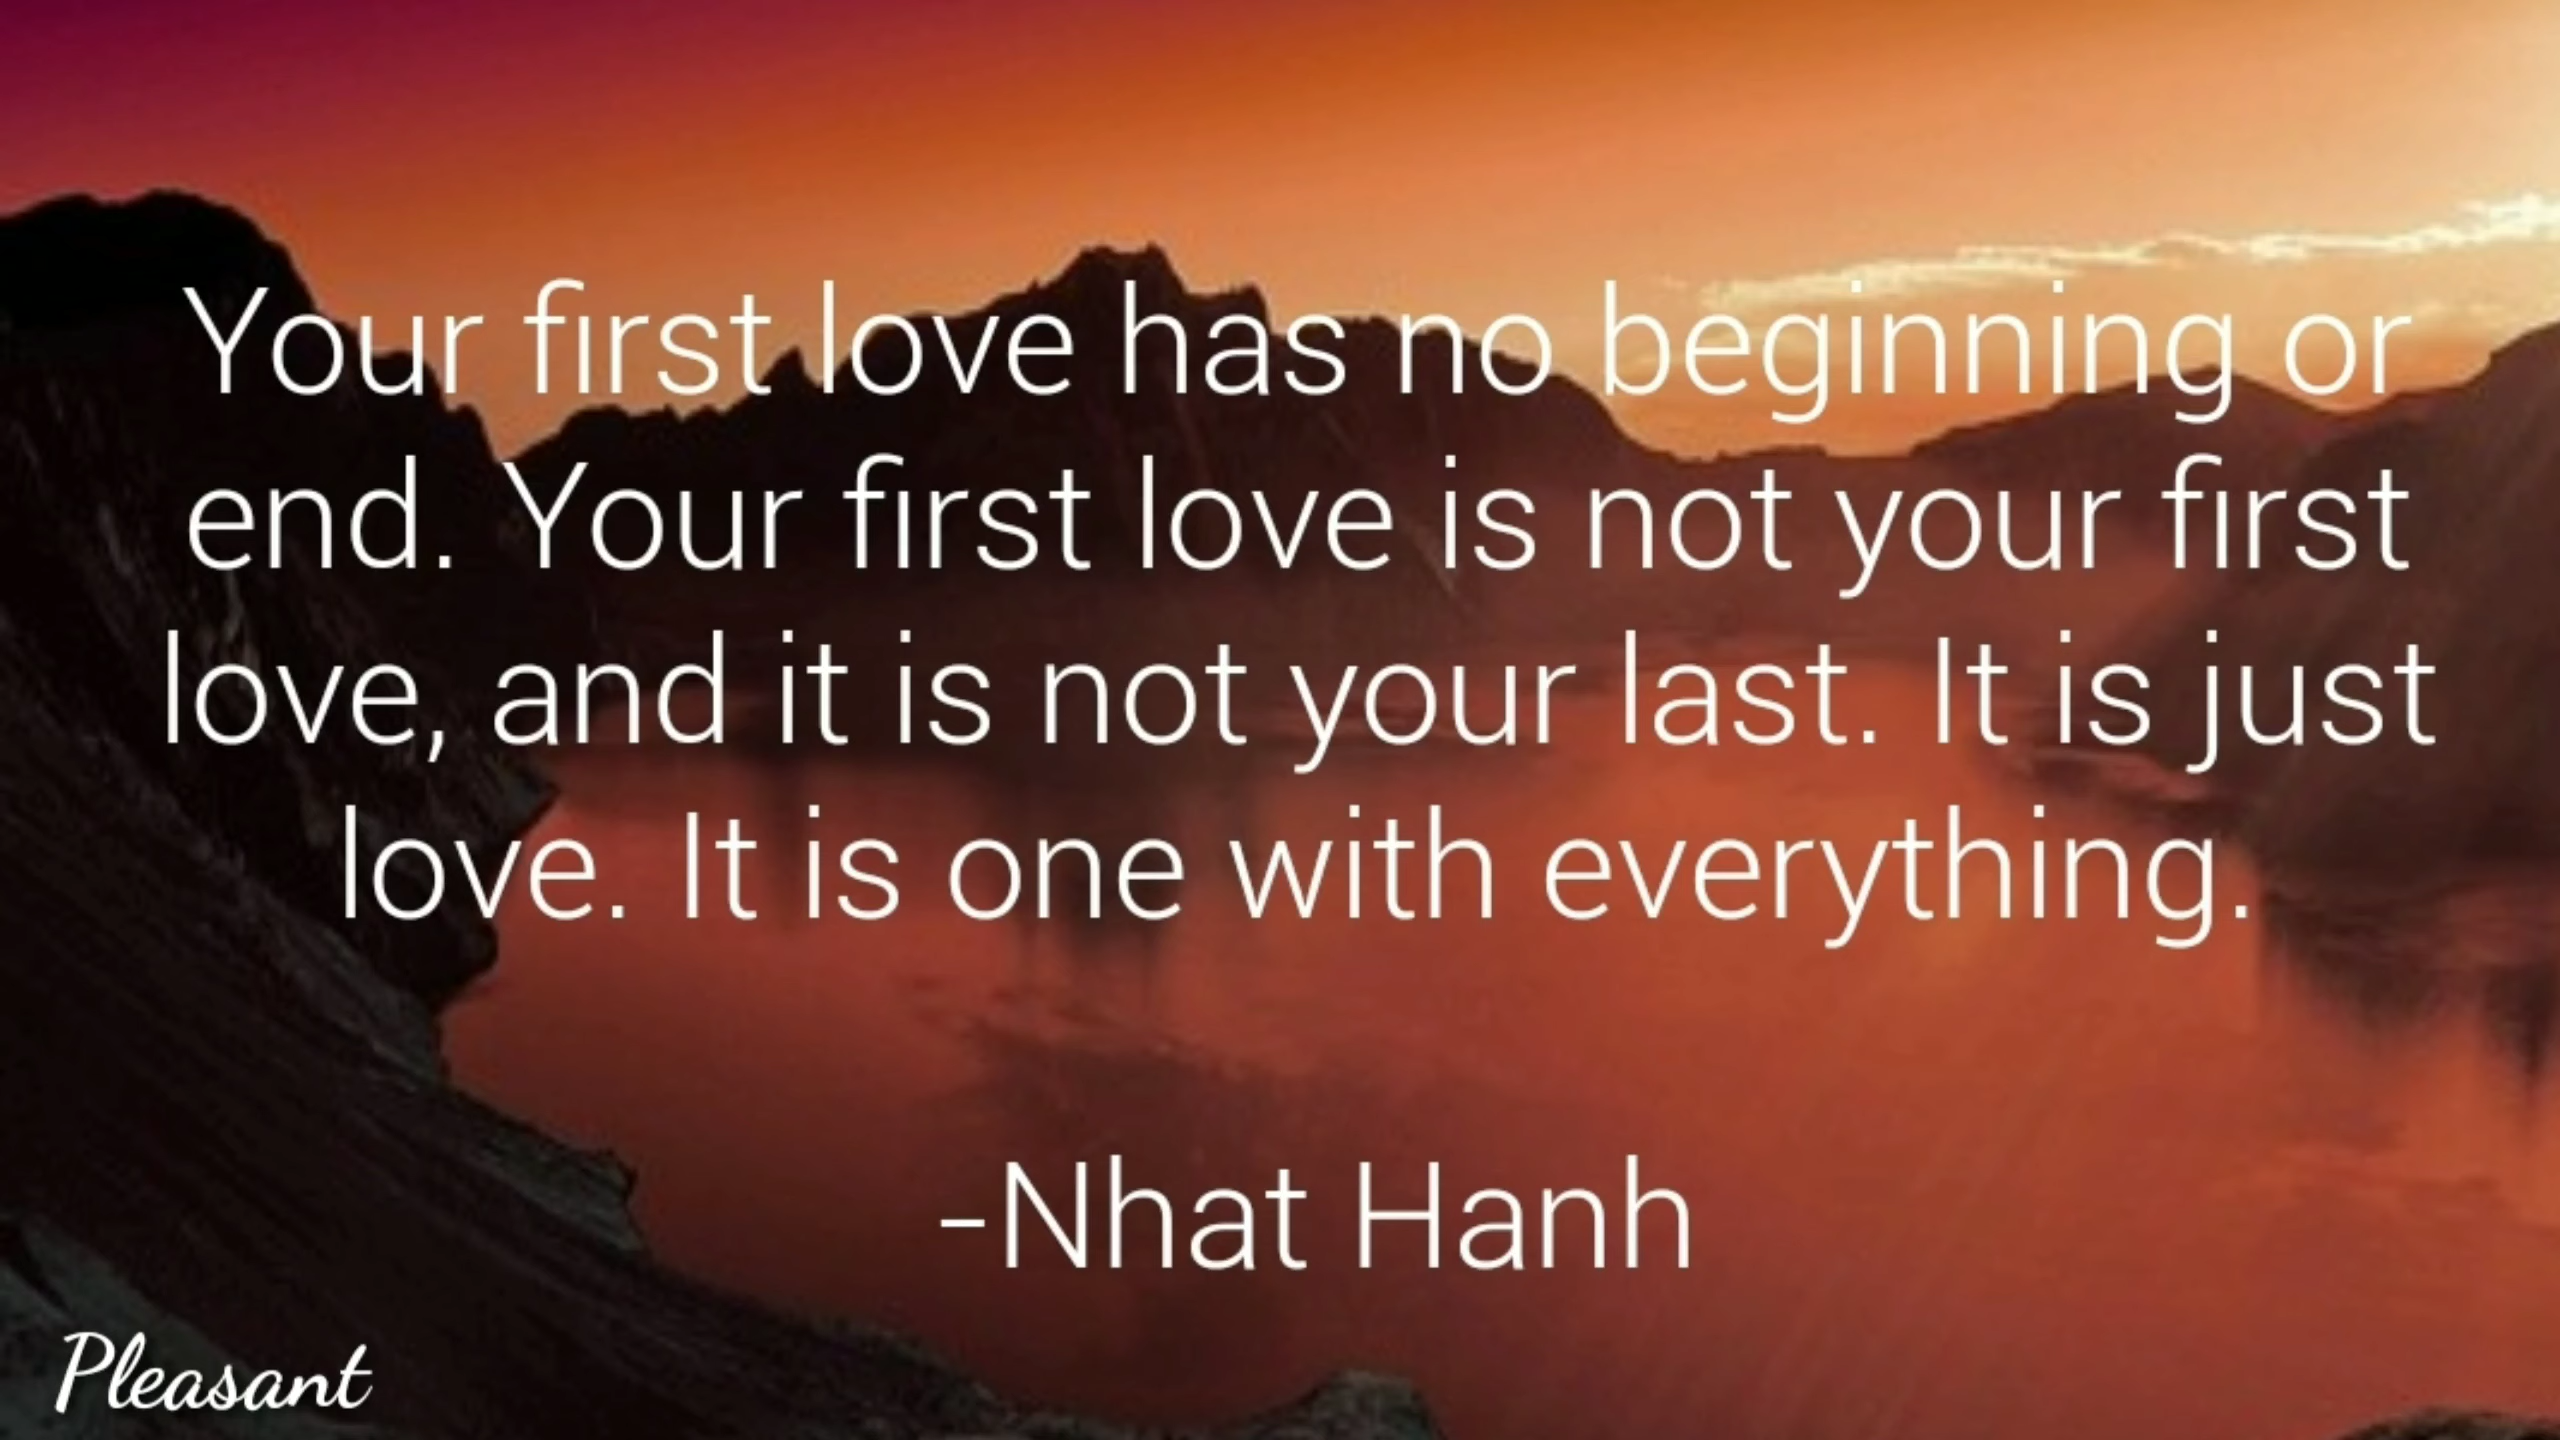 Your first love has no beginning or
end. Your first love is not your first
love, and it is not your last. It is just
love. It is one with everything.
-Nhat Hanh
Pleasant